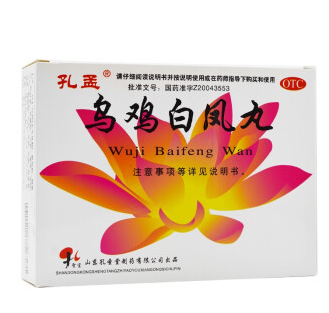 孔孟®
请仔细阅读说明书并按说明使用或在药师指导下购买和使用
批准文号：国药准字Z20043553
OTC
乌鸡白凤丸
Wuji Baifeng Wan
注意事项等详见说明书。
山东孔圣堂制药有限公司出品
SHANDONGKONGSHENGTANGZHIYAOYOUXIANGONGSICHUPIN